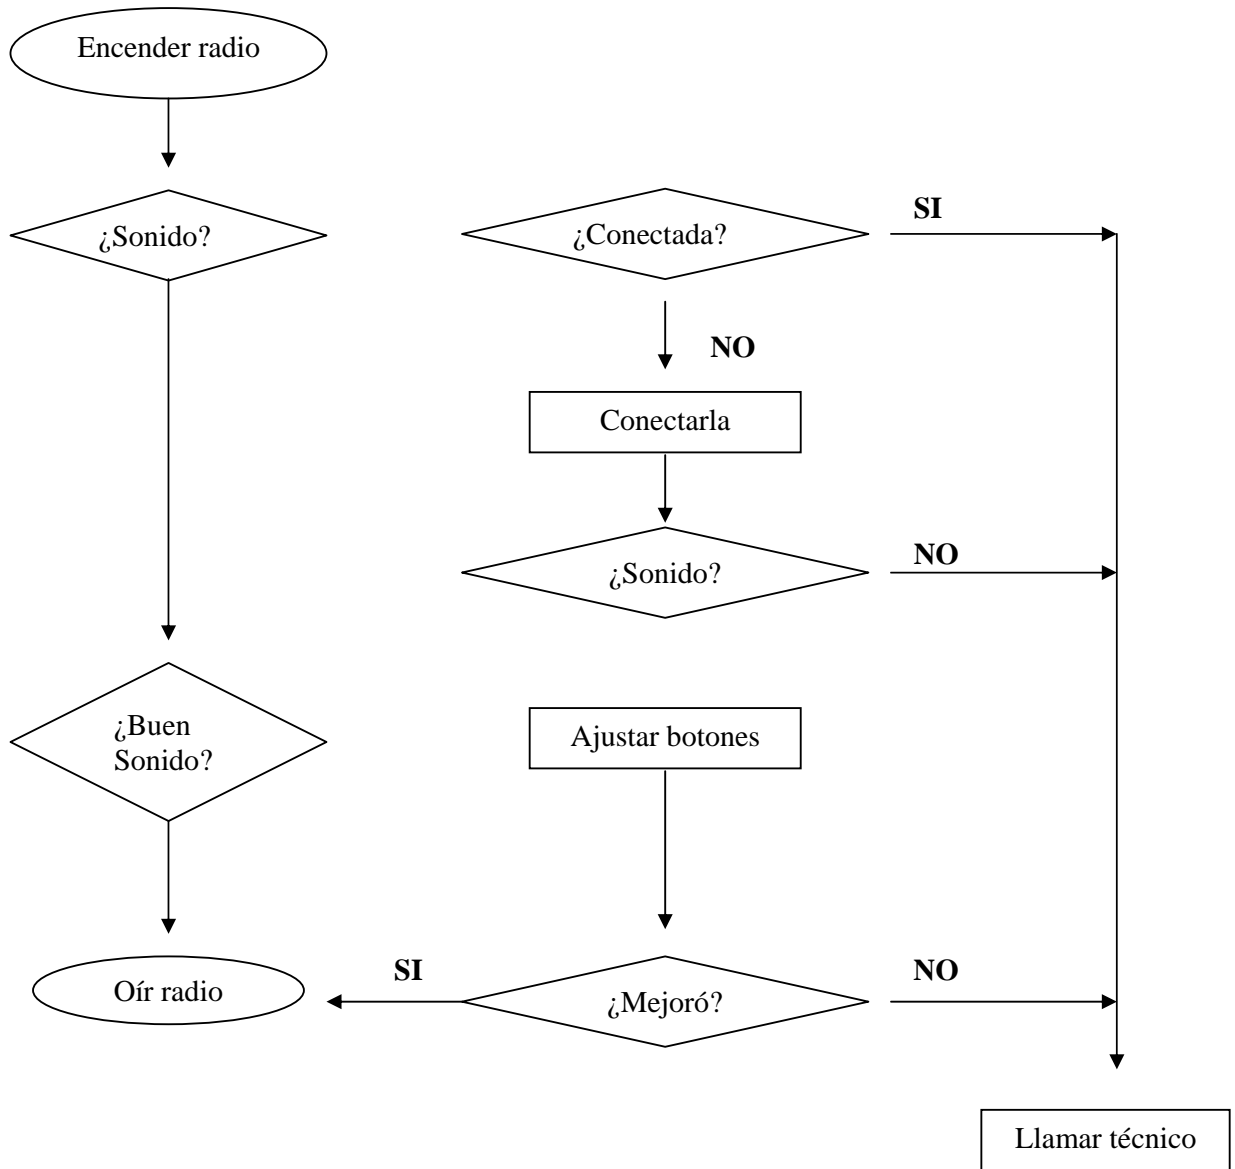 Encender radio
¿Sonido?
¿Conectada?
SI
NO
Conectarla
¿Sonido?
NO
¿Buen
Sonido?
Ajustar botones
Oír radio
SI
¿Mejoró?
NO
Llamar técnico